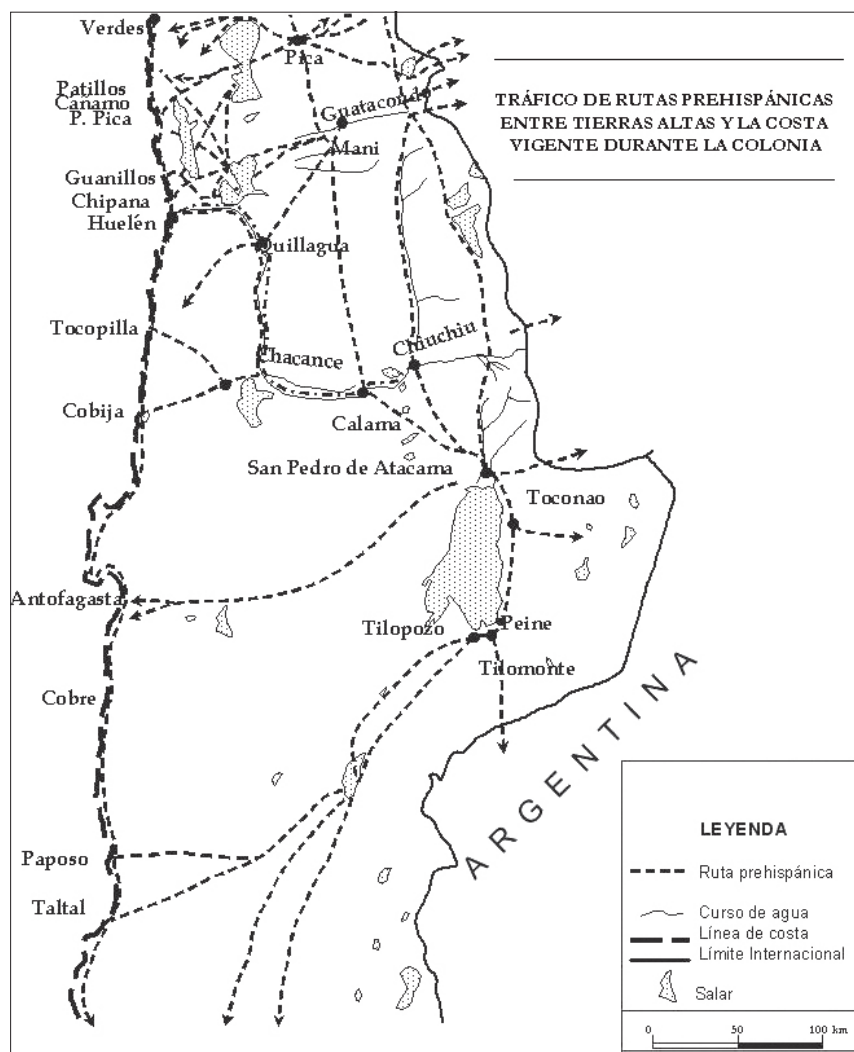 Verdes
Pica
Patillos
Cáñamo
P. Pica
Guatacondo
TRÁFICO DE RUTAS PREHISPÁNICAS
ENTRE TIERRAS ALTAS Y LA COSTA
VIGENTE DURANTE LA COLONIA
Mani
Guanillos
Chipana
Huelén
Quillagua
Tocopilla
Chacance
Chiuchiu
Cobija
Calama
San Pedro de Atacama
Toconao
Antofagasta
Tilopozo
Peine
Tilomonte
Cobre
ARGENTINA
Paposo
Taltal
LEYENDA
Ruta prehispánica
Curso de agua
Línea de costa
Límite Internacional
Salar
0 50 100 km